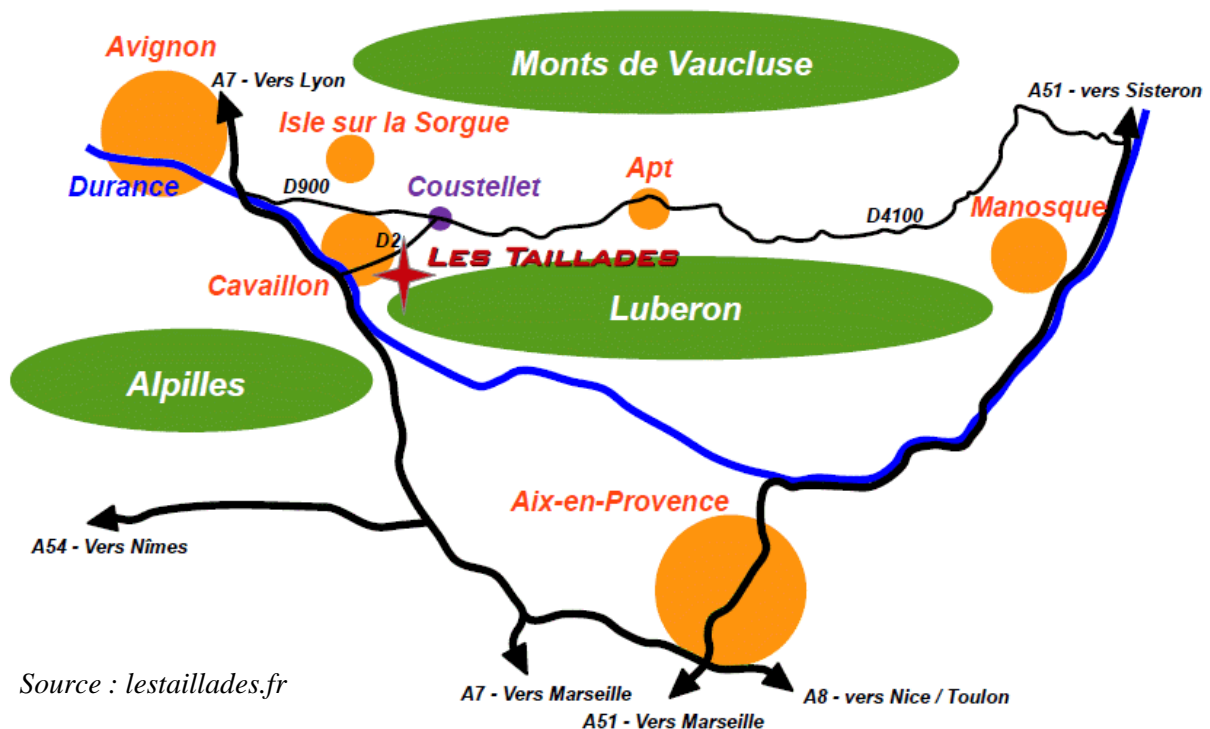 Avignon
Monts de Vaucluse
A7 - Vers Lyon
A51 - vers Sisteron
Isle sur la Sorgue
Apt
Durance
D900
Coustellet
D4100
Manosque
D2
LES TAILLADES
Cavaillon
Luberon
Alpilles
Aix-en-Provence
A54 - Vers Nîmes
Source : lestaillades.fr
A7 - Vers Marseille
A8 - vers Nice / Toulon
A51 - Vers Marseille